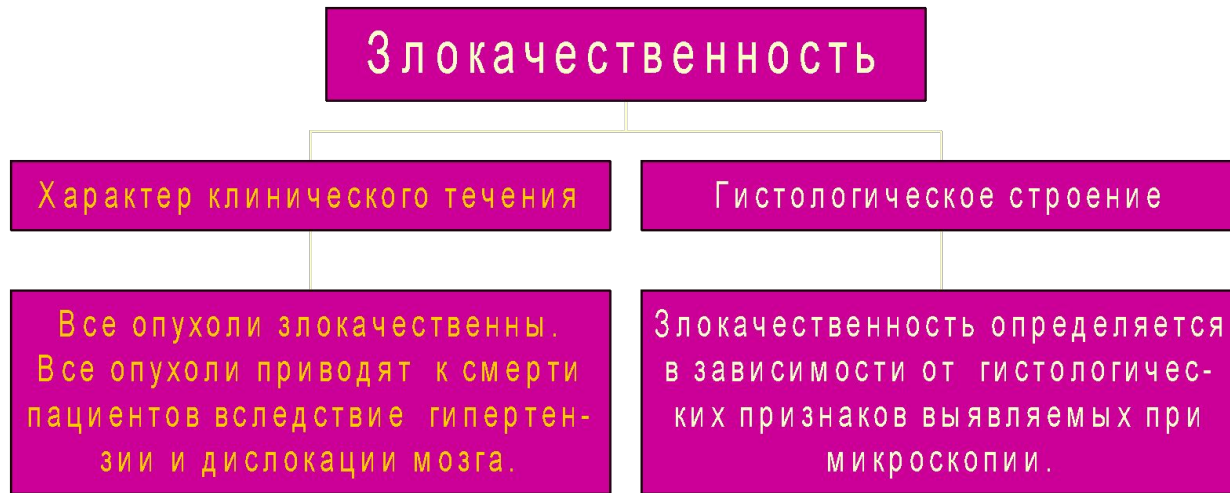 Злокачественность
Характер клинического течения
Гистологическое строение
Все опухоли злокачественны.
Все опухоли приводят к смерти
пациентов вследствие гипертен-
зии и дислокации мозга.
Злокачественность определяется
в зависимости от гистологичес-
ких признаков выявляемых при
микроскопии.